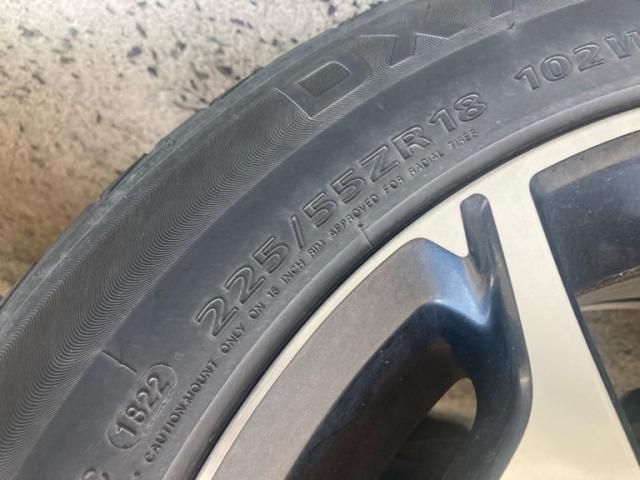 DX
225/55ZR18 102W
CAUTION:MOUNT ONLY ON 18 INCH RIM APPROVED FOR RADIAL TIRES
1822